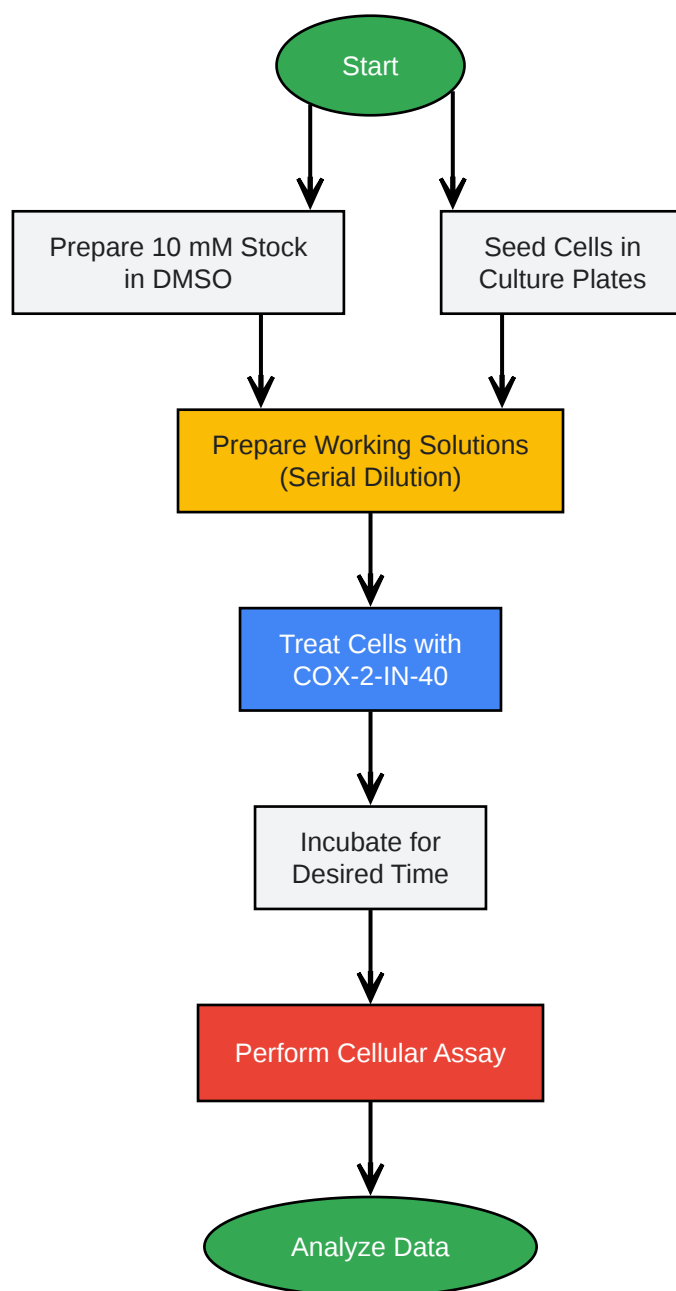 Start
Prepare 10 mM Stock
in DMSO
Seed Cells in
Culture Plates
Prepare Working Solutions
(Serial Dilution)
Treat Cells with
COX-2-IN-40
Incubate for
Desired Time
Perform Cellular Assay
Analyze Data